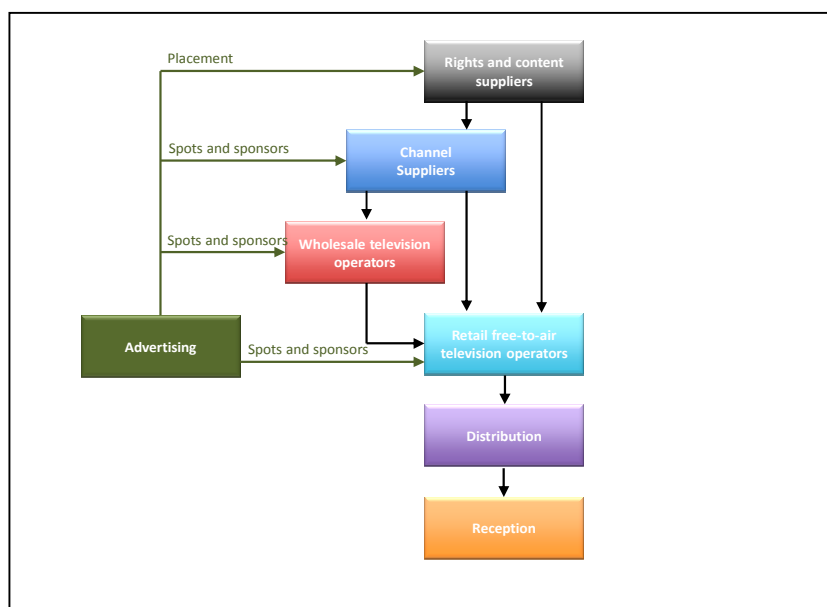 Placement
Rights and content
suppliers
Spots and sponsors
Channel
Suppliers
Spots and sponsors
Wholesale television
operators
Advertising
Spots and sponsors
Retail free-to-air
television operators
Distribution
Reception